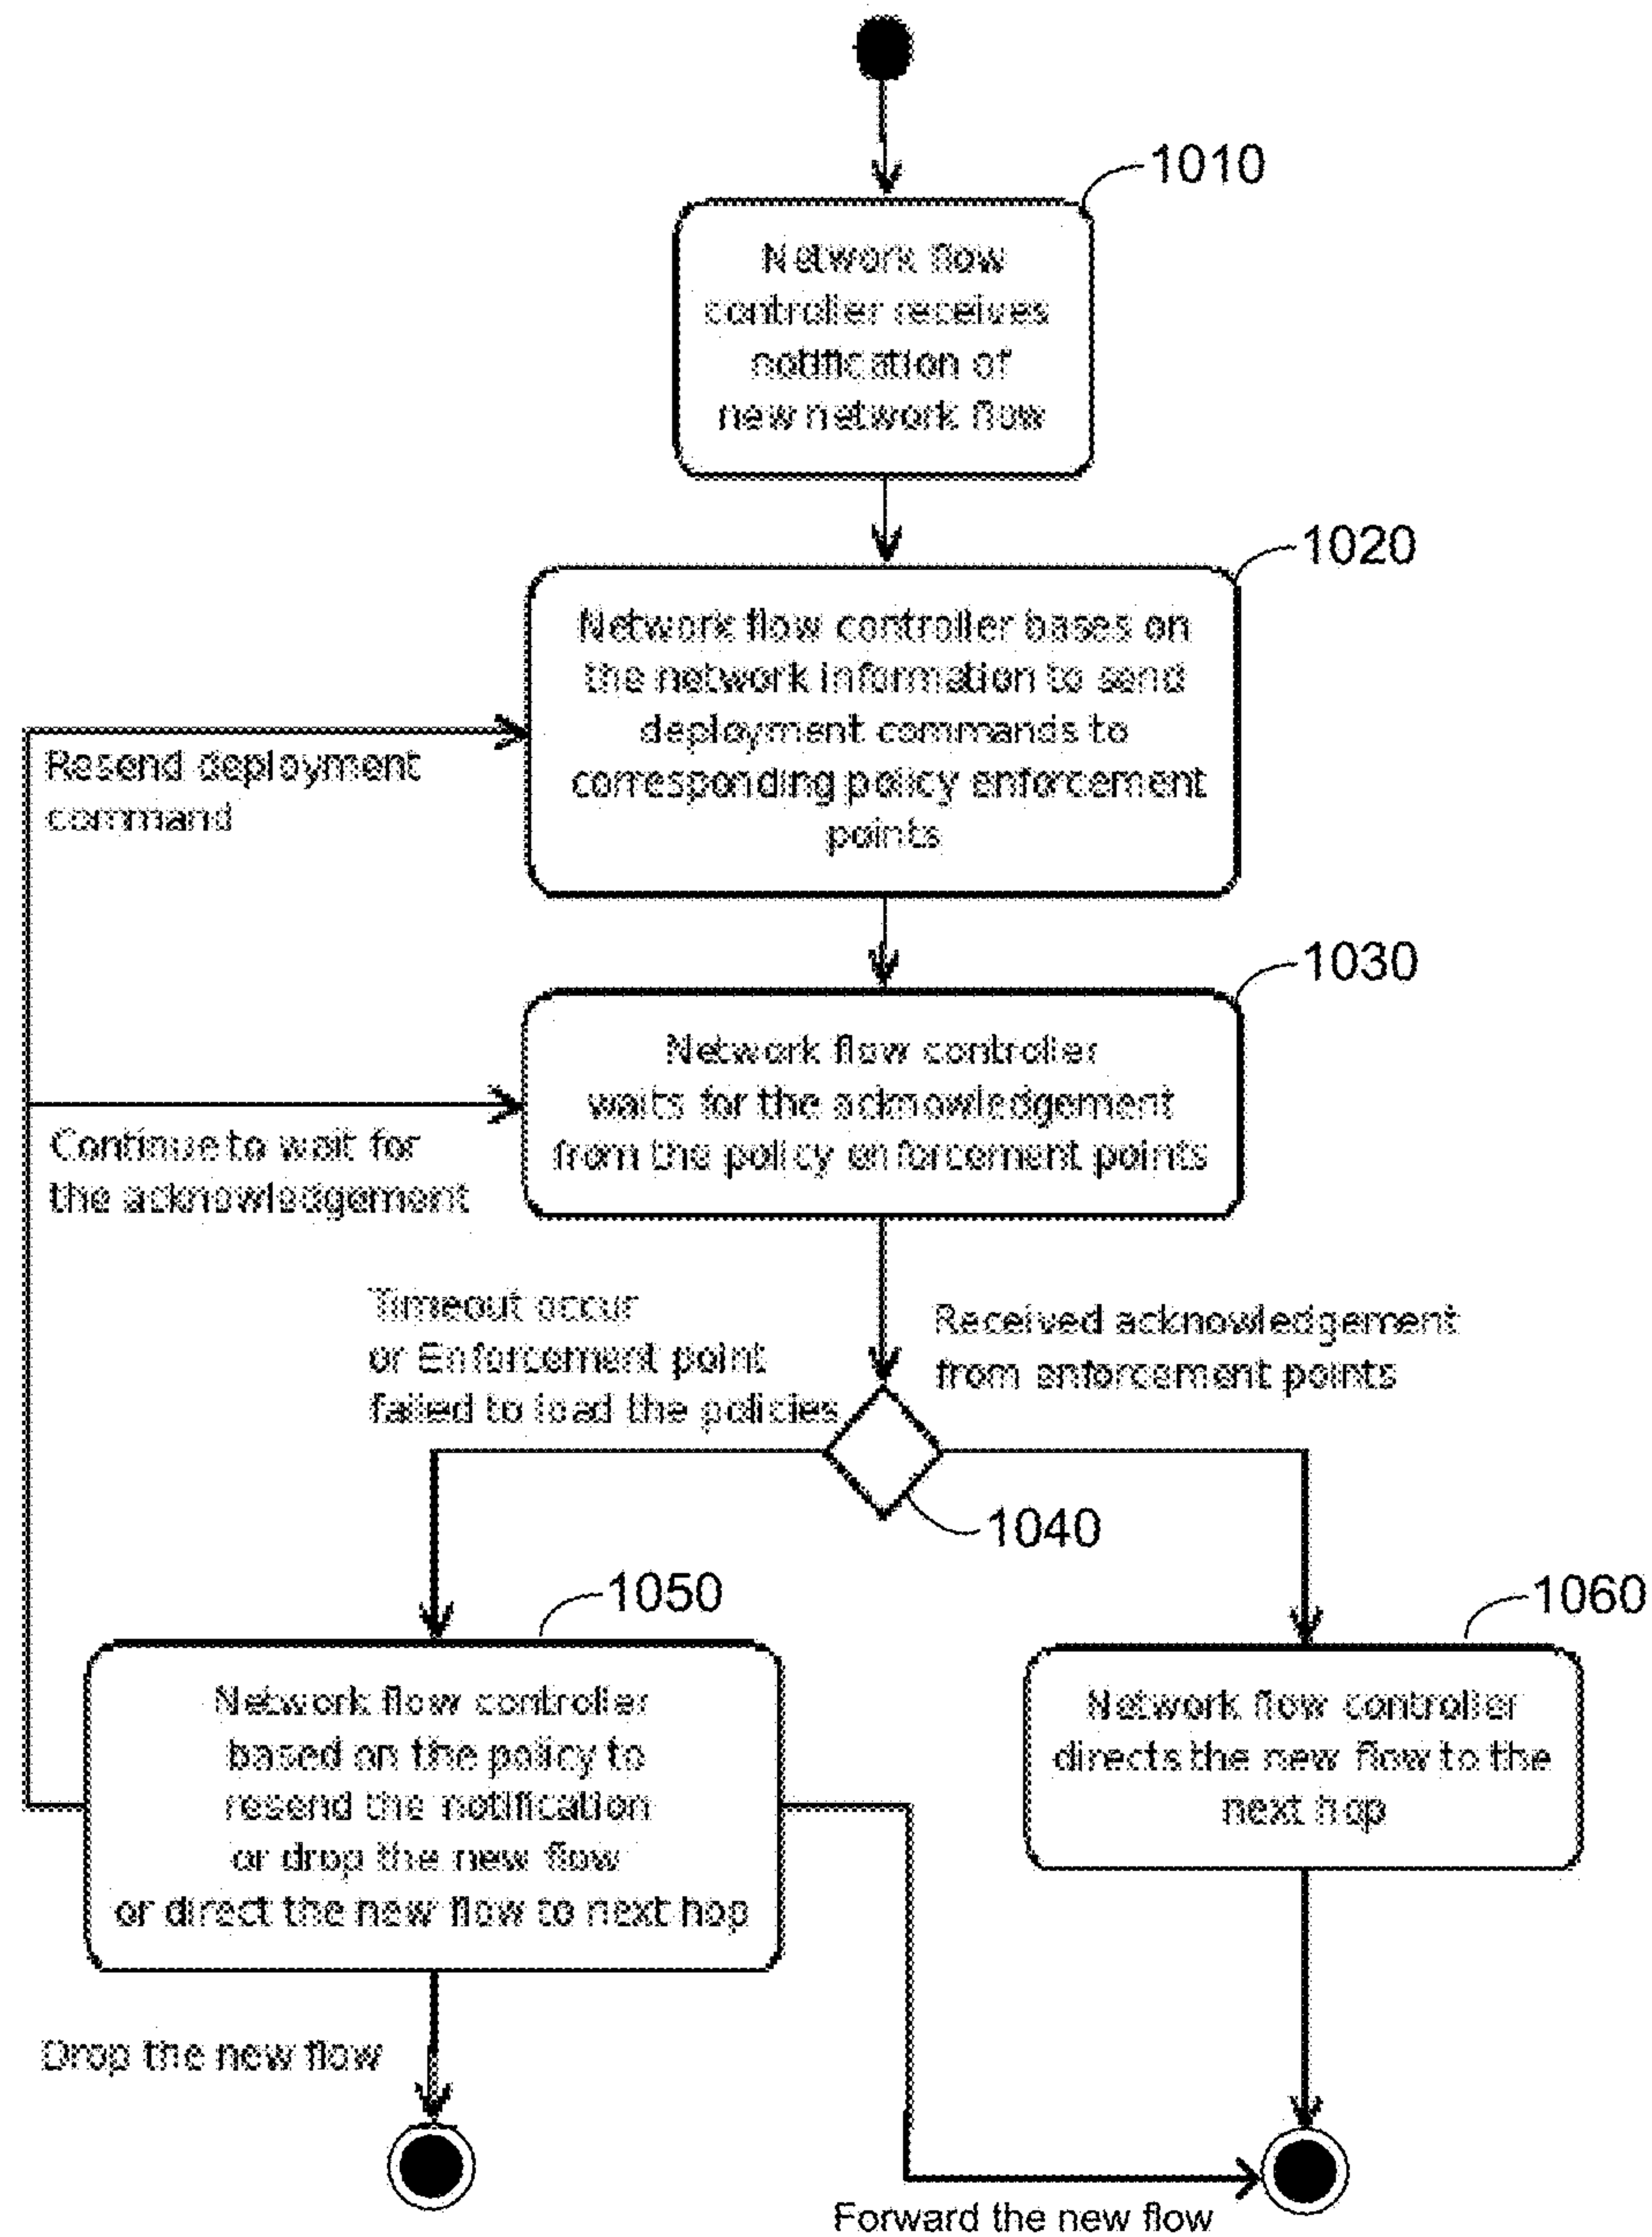 1010
Network flow
controller receives
notification of
new network flow
1020
Network flow controller bases on
the network information to send
deployment commands to
corresponding policy enforcement
points
Resend deployment
command
1030
Network flow controller
waits for the acknowledgement
from the policy enforcement points
Continue to wait for
the acknowledgement
Timeout occur
or Enforcement point
failed to load the policies
Received acknowledgement
from enforcement points
1040
1050
Network flow controller
based on the policy to
resend the notification
or drop the new flow
or direct the new flow to next hop
1060
Network flow controller
directs the new flow to the
next hop
Drop the new flow
Forward the new flow